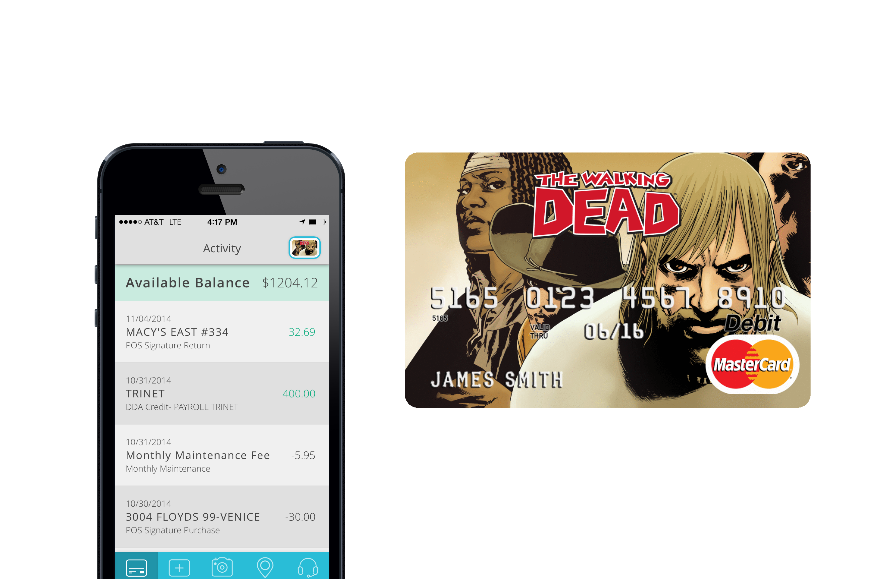 AT&T LTE 4:17 PM
Activity
Available Balance $1204.12
11/04/2014
MACY'S EAST #334 32.69
POS Signature Return
10/31/2014
TRINET 400.00
DDA Credit- PAYROLL TRINET
10/31/2014
Monthly Maintenance Fee 5.95
Monthly Maintenance
10/30/2014
3004 FLOYDS 99-VENICE -30.00
POS Signature Purchase
THE WALKING
DEAD
5165 0123 4567 8910
5165
VALID
THRU
06/16
Debit
MasterCard
JAMES SMITH